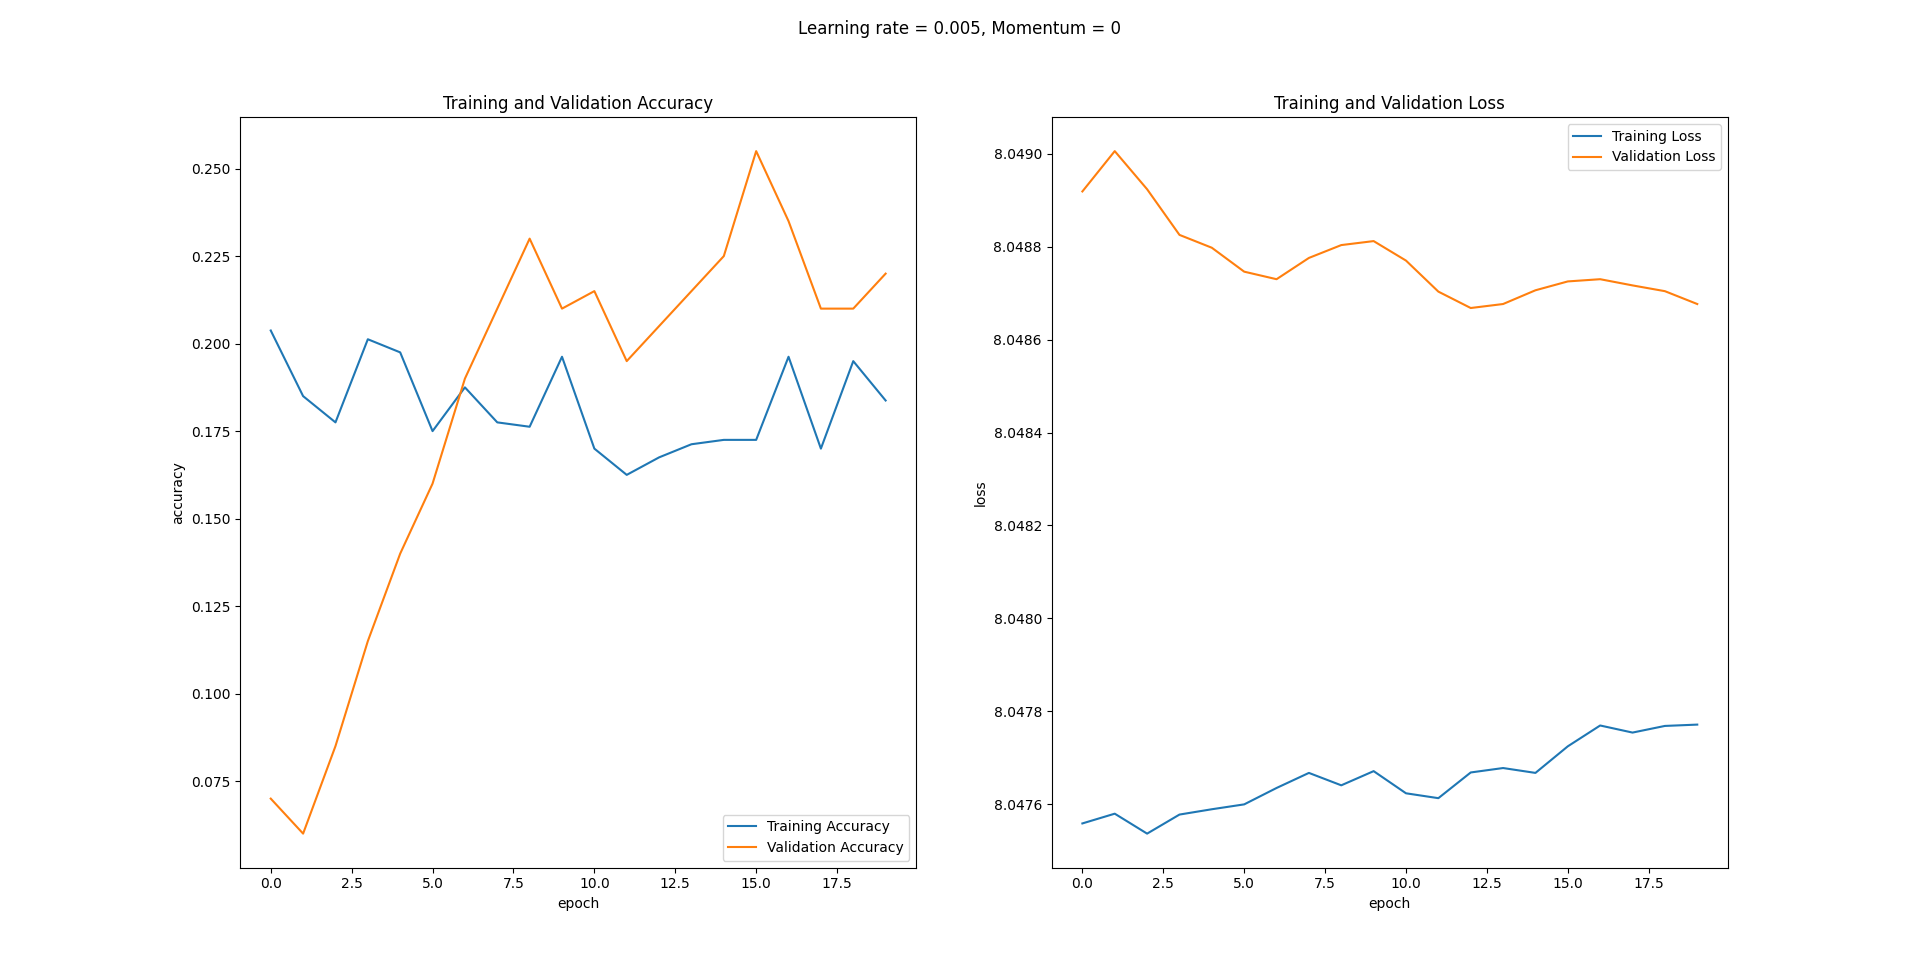 Learning rate = 0.005, Momentum = 0
Training and Validation Accuracy
0.250
0.225
0.200
0.175
0.150
0.125
0.100
0.075
accuracy
Training Accuracy
Validation Accuracy
0.0 2.5 5.0 7.5 10.0 12.5 15.0 17.5
epoch
Training and Validation Loss
Training Loss
Validation Loss
8.0490
8.0488
8.0486
8.0484
8.0482
8.0480
8.0478
8.0476
loss
0.0 2.5 5.0 7.5 10.0 12.5 15.0 17.5
epoch